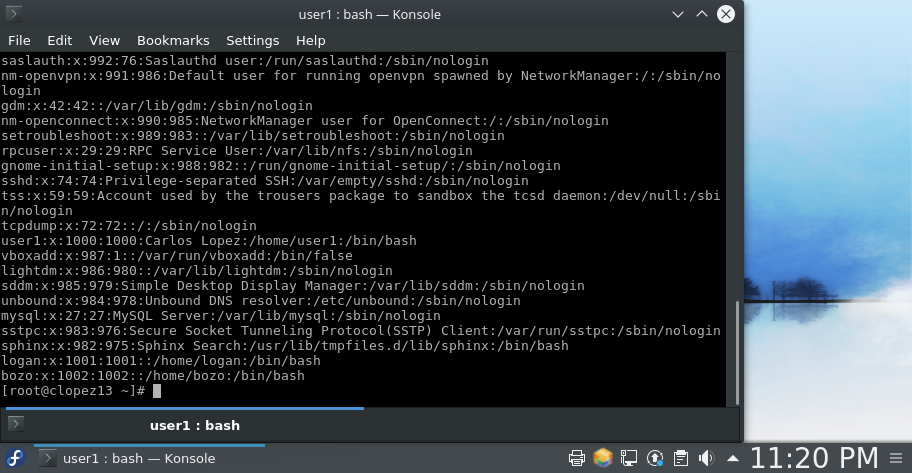 user1 : bash — Konsole
File Edit View Bookmarks Settings Help
saslauth:x:992:76:Saslauthd user:/run/saslauthd:/sbin/nologin
nm-openvpn:x:991:986:Default user for running openvpn spawned by NetworkManager:/:/sbin/no
login
gdm:x:42:42::/var/lib/gdm:/sbin/nologin
nm-openconnect:x:990:985:NetworkManager user for OpenConnect:/:/sbin/nologin
setroubleshoot:x:989:983::/var/lib/setroubleshoot:/sbin/nologin
rpcuser:x:29:29:RPC Service User:/var/lib/nfs:/sbin/nologin
gnome-initial-setup:x:988:982::/run/gnome-initial-setup/:/sbin/nologin
sshd:x:74:74:Privilege-separated SSH:/var/empty/sshd:/sbin/nologin
tss:x:59:59:Account used by the trousers package to sandbox the tcsd daemon:/dev/null:/sbi
n/nologin
tcpdump:x:72:72::/:/sbin/nologin
user1:x:1000:1000:Carlos Lopez:/home/user1:/bin/bash
vboxadd:x:987:1::/var/run/vboxadd:/bin/false
lightdm:x:986:980::/var/lib/lightdm:/sbin/nologin
sddm:x:985:979:Simple Desktop Display Manager:/var/lib/sddm:/sbin/nologin
unbound:x:984:978:Unbound DNS resolver:/etc/unbound:/sbin/nologin
mysql:x:27:27:MySQL Server:/var/lib/mysql:/sbin/nologin
sstpc:x:983:976:Secure Socket Tunneling Protocol(SSTP) Client:/var/run/sstpc:/sbin/nologin
sphinx:x:982:975:Sphinx Search:/usr/lib/tmpfiles.d/lib/sphinx:/bin/bash
logan:x:1001:1001::/home/logan:/bin/bash
bozo:x:1002:1002::/home/bozo:/bin/bash
[root@clopez13 ~]#
user1 : bash
user1 : bash — Konsole
11:20 PM